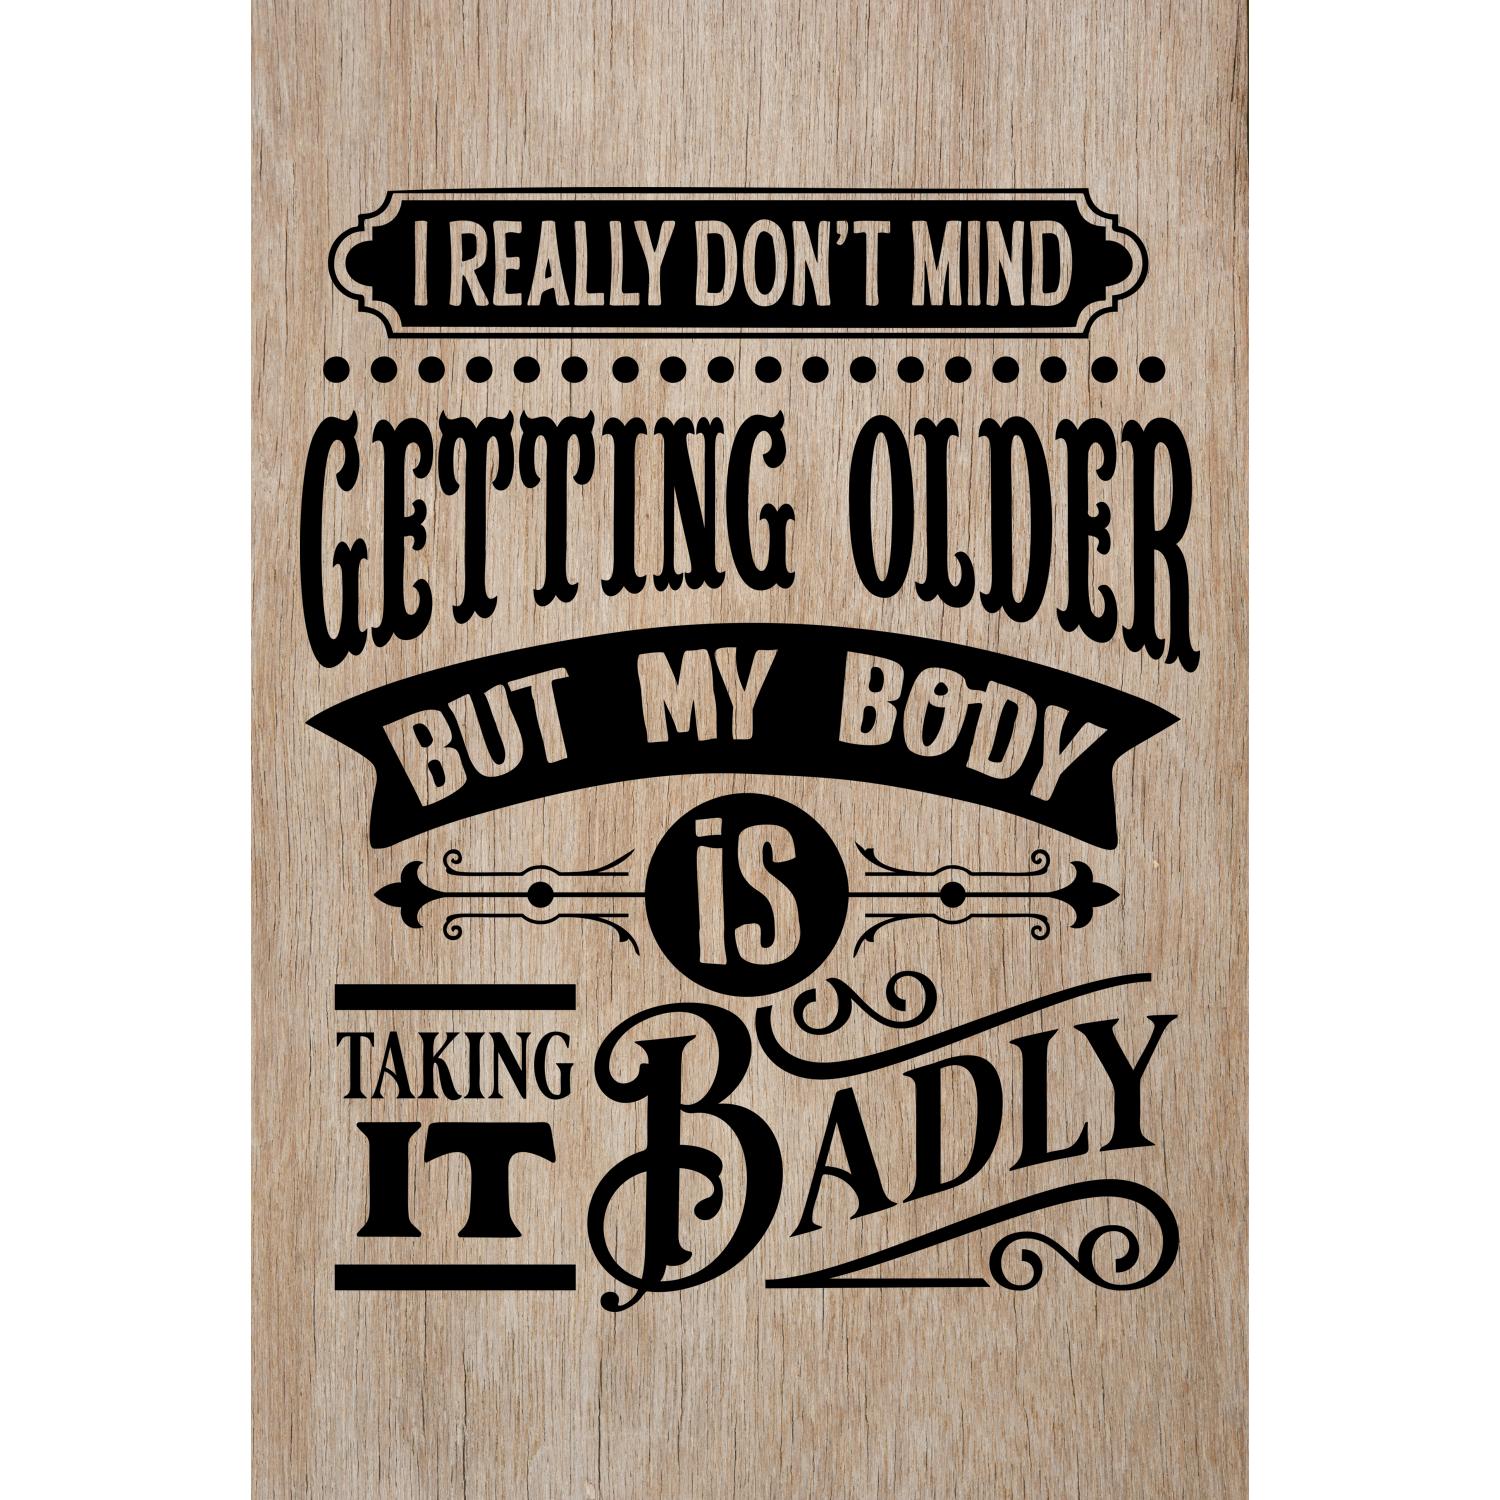 I REALLY DON'T MIND
GETTING OLDER
BUT MY BODY
iS
TAKING
IT
BADLY